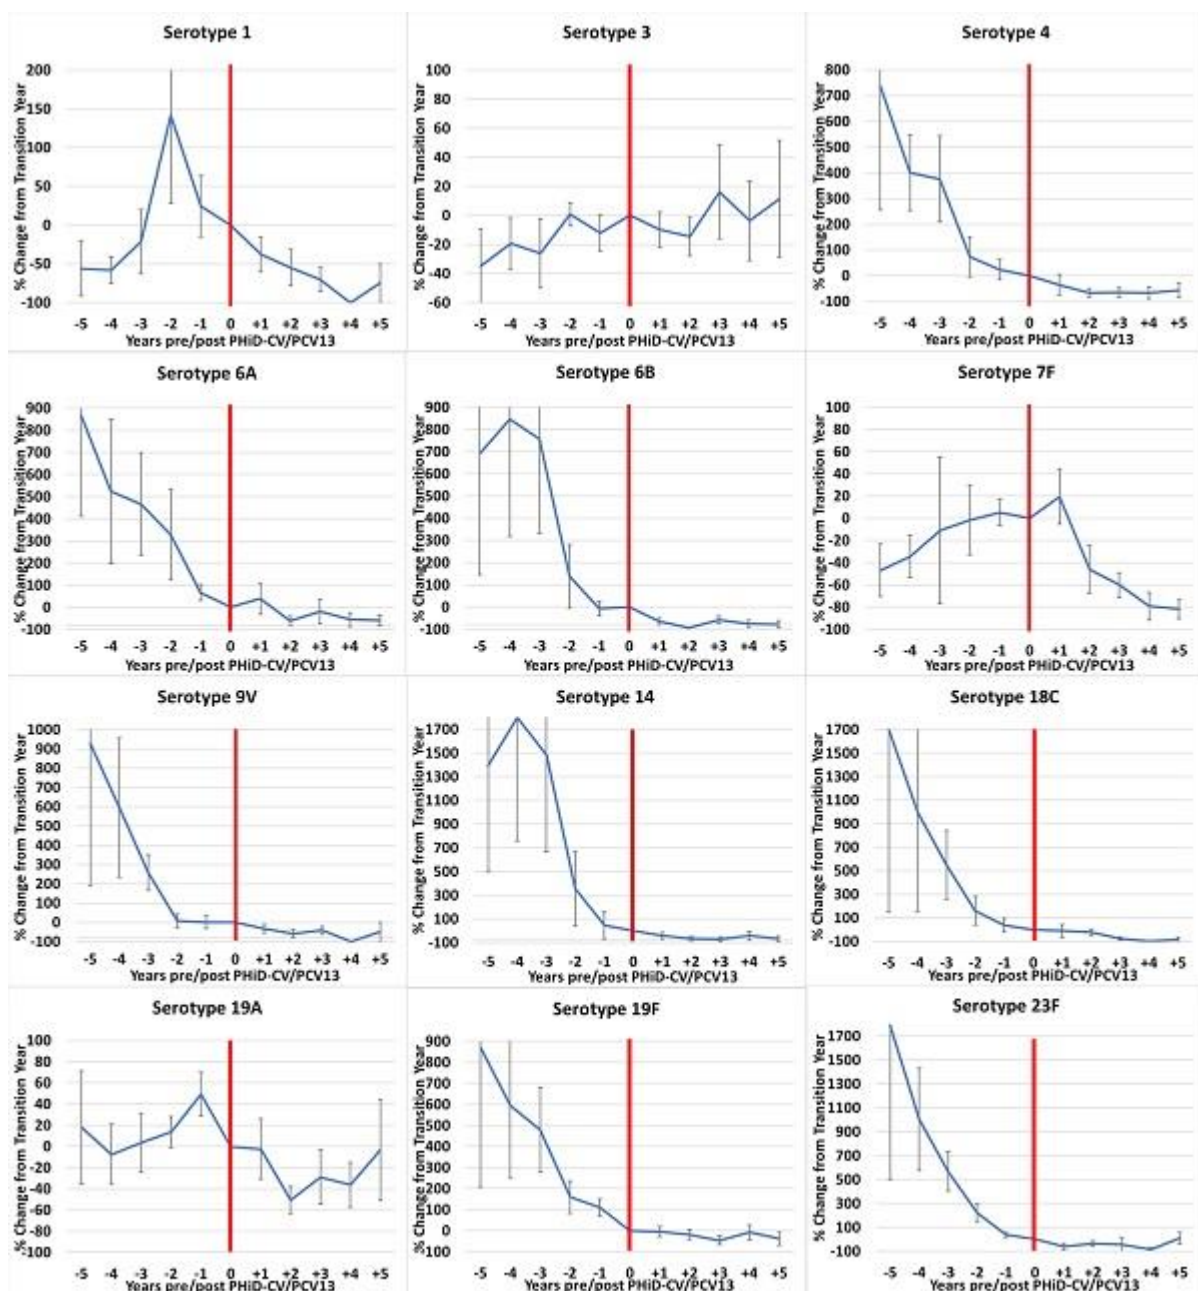 Serotype 1
% Change from Transition Year
200
150
100
50
0
-50
-100
-5 -4 -3 -2 -1 0 +1 +2 +3 +4 +5
Years pre/post PHiD-CV/PCV13
Serotype 3
% Change from Transition Year
100
80
60
40
20
0
-20
-40
-60
-5 -4 -3 -2 -1 0 +1 +2 +3 +4 +5
Years pre/post PHiD-CV/PCV13
Serotype 4
% Change from Transition Year
800
700
600
500
400
300
200
100
0
-100
-5 -4 -3 -2 -1 0 +1 +2 +3 +4 +5
Years pre/post PHiD-CV/PCV13
Serotype 6A
% Change from Transition Year
900
800
700
600
500
400
300
200
100
0
-100
-5 -4 -3 -2 -1 0 +1 +2 +3 +4 +5
Years pre/post PHiD-CV/PCV13
Serotype 6B
% Change from Transition Year
900
800
700
600
500
400
300
200
100
0
-100
-5 -4 -3 -2 -1 0 +1 +2 +3 +4 +5
Years pre/post PHiD-CV/PCV13
Serotype 7F
% Change from Transition Year
100
80
60
40
20
0
-20
-40
-60
-80
-100
-5 -4 -3 -2 -1 0 +1 +2 +3 +4 +5
Years pre/post PHiD-CV/PCV13
Serotype 9V
% Change from Transition Year
1000
900
800
700
600
500
400
300
200
100
0
-100
-5 -4 -3 -2 -1 0 +1 +2 +3 +4 +5
Years pre/post PHiD-CV/PCV13
Serotype 14
% Change from Transition Year
1700
1500
1300
1100
900
700
500
300
100
-100
-5 -4 -3 -2 -1 0 +1 +2 +3 +4 +5
Years pre/post PHiD-CV/PCV13
Serotype 18C
% Change from Transition Year
1700
1500
1300
1100
900
700
500
300
100
-100
-5 -4 -3 -2 -1 0 +1 +2 +3 +4 +5
Years pre/post PHiD-CV/PCV13
Serotype 19A
% Change from Transition Year
100
80
60
40
20
0
-20
-40
-60
-80
-100
-5 -4 -3 -2 -1 0 +1 +2 +3 +4 +5
Years pre/post PHiD-CV/PCV13
Serotype 19F
% Change from Transition Year
900
800
700
600
500
400
300
200
100
0
-100
-5 -4 -3 -2 -1 0 +1 +2 +3 +4 +5
Years pre/post PHiD-CV/PCV13
Serotype 23F
% Change from Transition Year
1700
1500
1300
1100
900
700
500
300
100
-100
-5 -4 -3 -2 -1 0 +1 +2 +3 +4 +5
Years pre/post PHiD-CV/PCV13